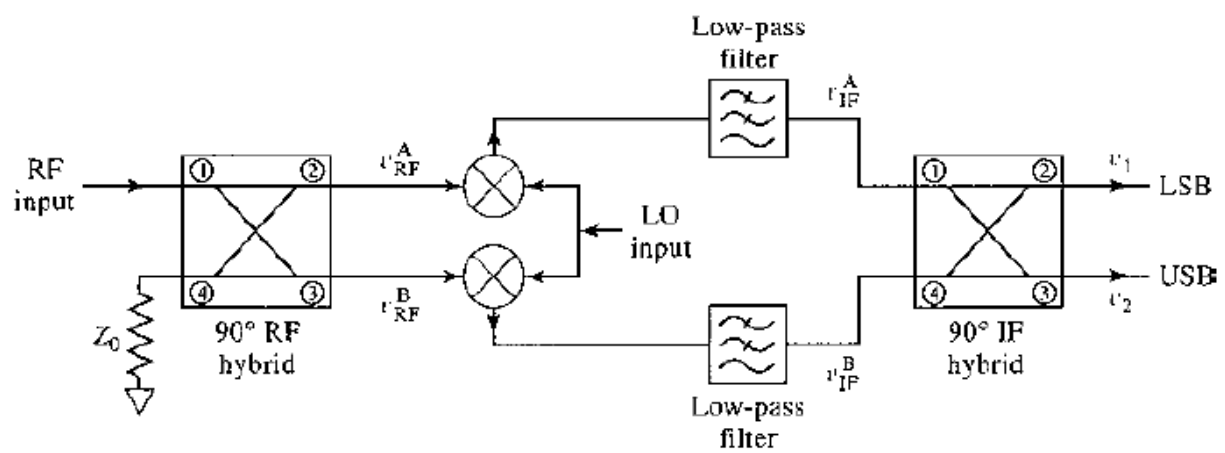 Low-pass
filter
v_IF^A
① ②
v_RF^A
RF
input
LO
input
④ ③
v_RF^B
Z_0
90° RF
hybrid
v_IF^B
Low-pass
filter
① ②
v_1
LSB
④ ③
USB
v_2
90° IF
hybrid